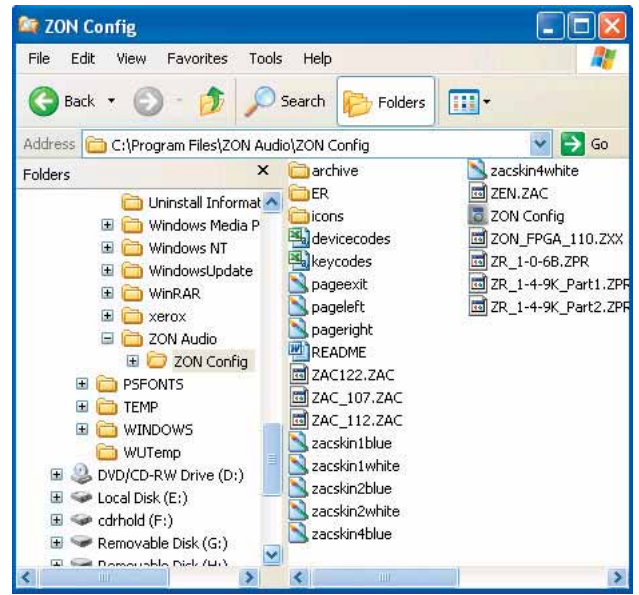 ZON Config
File Edit View Favorites Tools Help
Back Search Folders
Address C:\Program Files\ZON Audio\ZON Config Go
Folders X
Uninstall Informat
Windows Media P
Windows NT
WindowsUpdate
WinRAR
xerox
ZON Audio
ZON Config
PSFONTS
TEMP
WINDOWS
WUTemp
DVD/CD-RW Drive (D:)
Local Disk (E:)
cdrhold (F:)
Removable Disk (G:)
Removable Disk (H:)
archive
ER
icons
devicecodes
keycodes
pageexit
pageleft
pageright
README
ZAC122.ZAC
ZAC_107.ZAC
ZAC_112.ZAC
zacskin1blue
zacskin1white
zacskin2blue
zacskin2white
zacskin4blue
zacskin4white
ZEN.ZAC
ZON Config
ZON_FPGA_110.ZXX
ZR_1-0-6B.ZPR
ZR_1-4-9K_Part1.ZPR
ZR_1-4-9K_Part2.ZPR